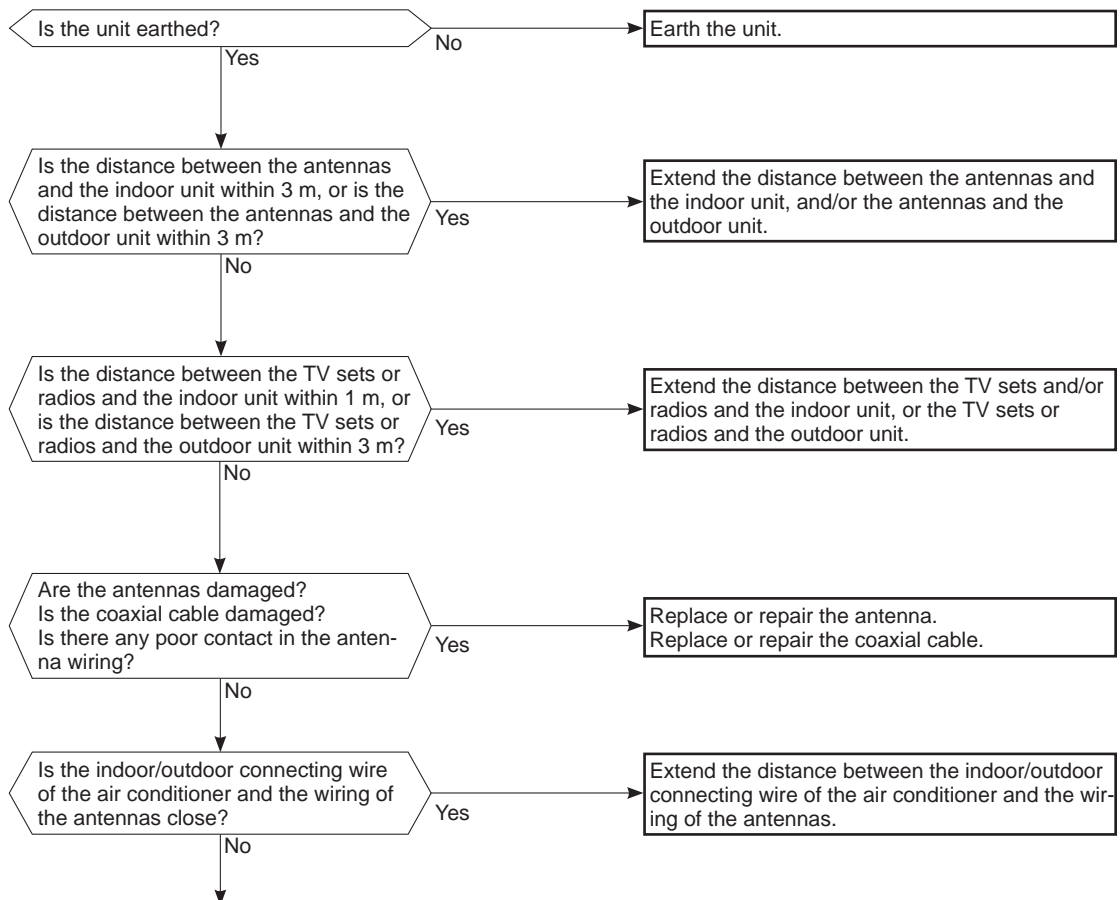 Is the unit earthed?
No
Earth the unit.
Yes
Is the distance between the antennas
and the indoor unit within 3 m, or is the
distance between the antennas and the
outdoor unit within 3 m?
Yes
Extend the distance between the antennas and
the indoor unit, and/or the antennas and the
outdoor unit.
No
Is the distance between the TV sets or
radios and the indoor unit within 1 m, or
is the distance between the TV sets or
radios and the outdoor unit within 3 m?
Yes
Extend the distance between the TV sets and/or
radios and the indoor unit, or the TV sets or
radios and the outdoor unit.
No
Are the antennas damaged?
Is the coaxial cable damaged?
Is there any poor contact in the anten-
na wiring?
Yes
Replace or repair the antenna.
Replace or repair the coaxial cable.
No
Is the indoor/outdoor connecting wire
of the air conditioner and the wiring of
the antennas close?
Yes
Extend the distance between the indoor/outdoor
connecting wire of the air conditioner and the wir-
ing of the antennas.
No